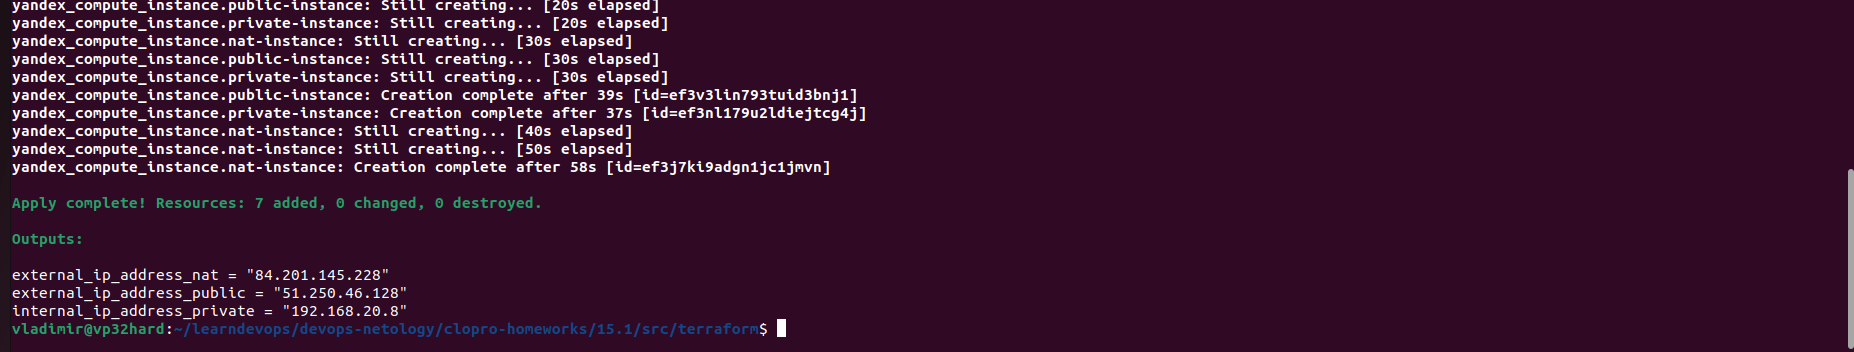 yandex_compute_instance.public-instance: Still creating... [20s elapsed]
yandex_compute_instance.private-instance: Still creating... [20s elapsed]
yandex_compute_instance.nat-instance: Still creating... [30s elapsed]
yandex_compute_instance.public-instance: Still creating... [30s elapsed]
yandex_compute_instance.private-instance: Still creating... [30s elapsed]
yandex_compute_instance.public-instance: Creation complete after 39s [id=ef3v3lin793tuid3bnj1]
yandex_compute_instance.private-instance: Creation complete after 37s [id=ef3nl179u2ldiejtcg4j]
yandex_compute_instance.nat-instance: Still creating... [40s elapsed]
yandex_compute_instance.nat-instance: Still creating... [50s elapsed]
yandex_compute_instance.nat-instance: Creation complete after 58s [id=ef3j7ki9adgn1jc1jmvn]
Apply complete! Resources: 7 added, 0 changed, 0 destroyed.
Outputs:
external_ip_address_nat = "84.201.145.228"
external_ip_address_public = "51.250.46.128"
internal_ip_address_private = "192.168.20.8"
vladimir@vp32hard:~/learndevops/devops-netology/clopro-homeworks/15.1/src/terraform$